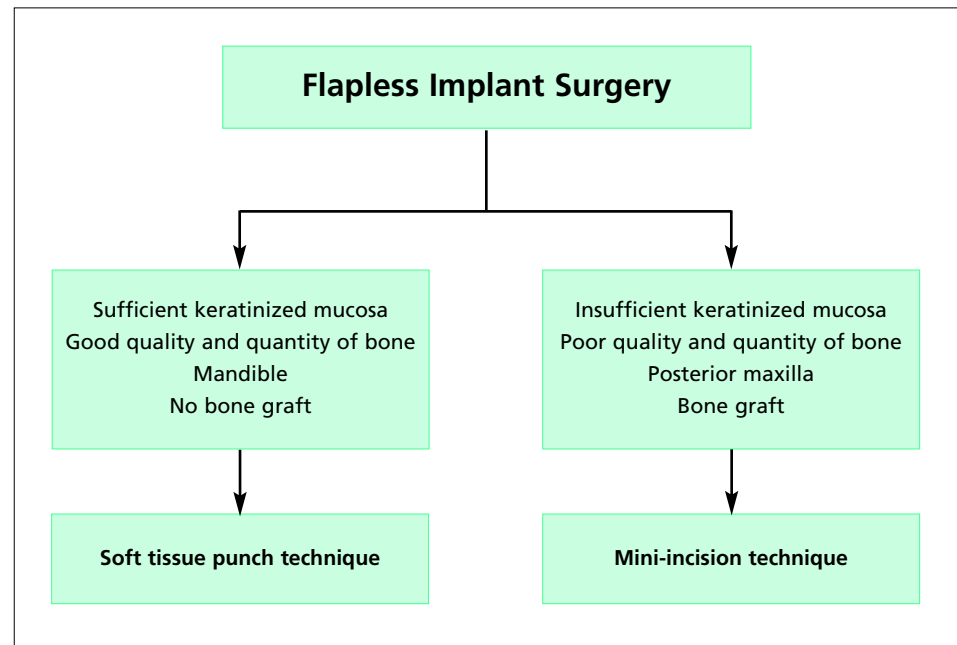 Flapless Implant Surgery
Sufficient keratinized mucosa
Good quality and quantity of bone
Mandible
No bone graft
Insufficient keratinized mucosa
Poor quality and quantity of bone
Posterior maxilla
Bone graft
Soft tissue punch technique
Mini-incision technique